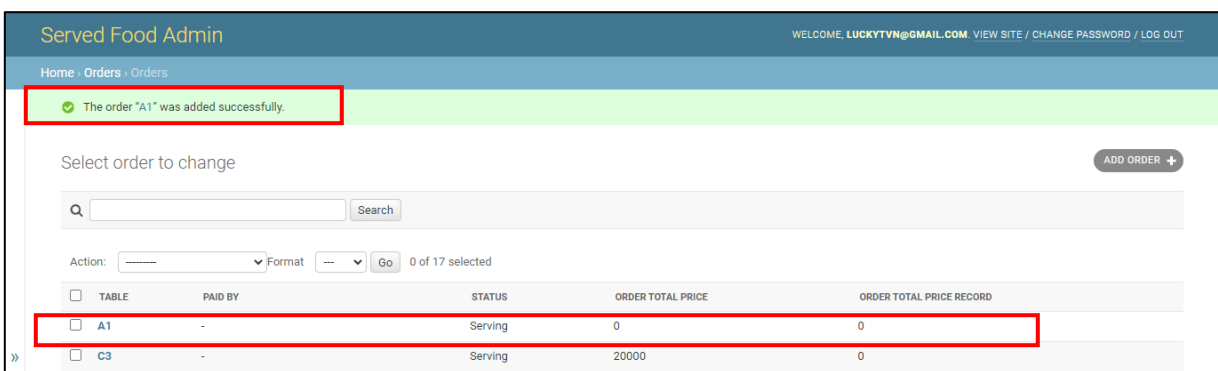 Served Food Admin
WELCOME, LUCKYTVN@GMAIL.COM. VIEW SITE / CHANGE PASSWORD / LOG OUT
Home › Orders › Orders
The order “A1” was added successfully.
Select order to change
ADD ORDER +
Search
Action: --------- Format --- Go 0 of 17 selected
TABLE PAID BY STATUS ORDER TOTAL PRICE ORDER TOTAL PRICE RECORD
A1 - Serving 0 0
» C3 - Serving 20000 0